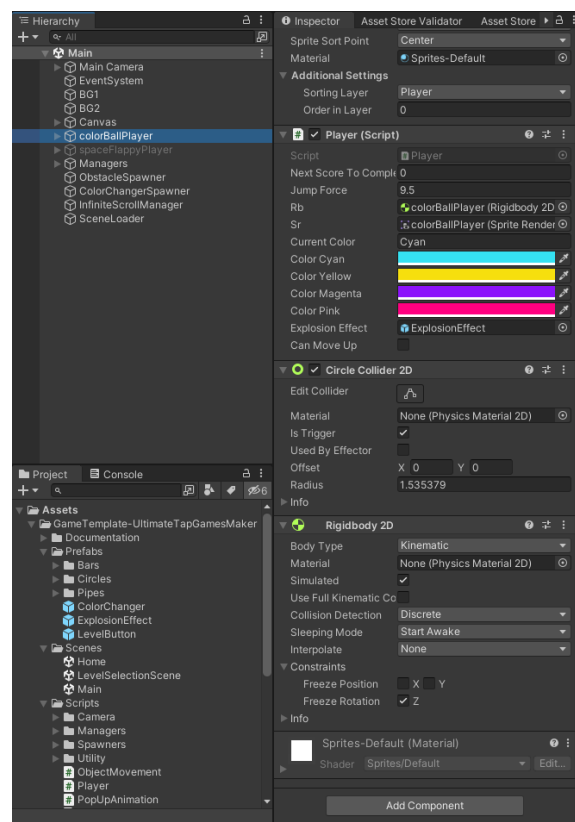 Hierarchy
All
Main
Main Camera
EventSystem
BG1
BG2
Canvas
colorBallPlayer
spaceFlappyPlayer
Managers
ObstacleSpawner
ColorChangerSpawner
InfiniteScrollManager
SceneLoader
Project Console
6
Assets
GameTemplate-UltimateTapGamesMaker
Documentation
Prefabs
Bars
Circles
Pipes
ColorChanger
ExplosionEffect
LevelButton
Scenes
Home
LevelSelectionScene
Main
Scripts
Camera
Managers
Spawners
Utility
ObjectMovement
Player
PopUpAnimation
Inspector Asset Store Validator Asset Store
Sprite Sort Point Center
Material Sprites-Default
Additional Settings
Sorting Layer Player
Order in Layer 0
# Player (Script)
Script Player
Next Score To Comple 0
Jump Force 9.5
Rb colorBallPlayer (Rigidbody 2D
Sr colorBallPlayer (Sprite Render
Current Color Cyan
Color Cyan
Color Yellow
Color Magenta
Color Pink
Explosion Effect ExplosionEffect
Can Move Up
Circle Collider 2D
Edit Collider
Material None (Physics Material 2D)
Is Trigger
Used By Effector
Offset X 0 Y 0
Radius 1.535379
Info
Rigidbody 2D
Body Type Kinematic
Material None (Physics Material 2D)
Simulated
Use Full Kinematic Co
Collision Detection Discrete
Sleeping Mode Start Awake
Interpolate None
Constraints
Freeze Position X Y
Freeze Rotation Z
Info
Sprites-Default (Material)
Shader Sprites/Default Edit...
Add Component